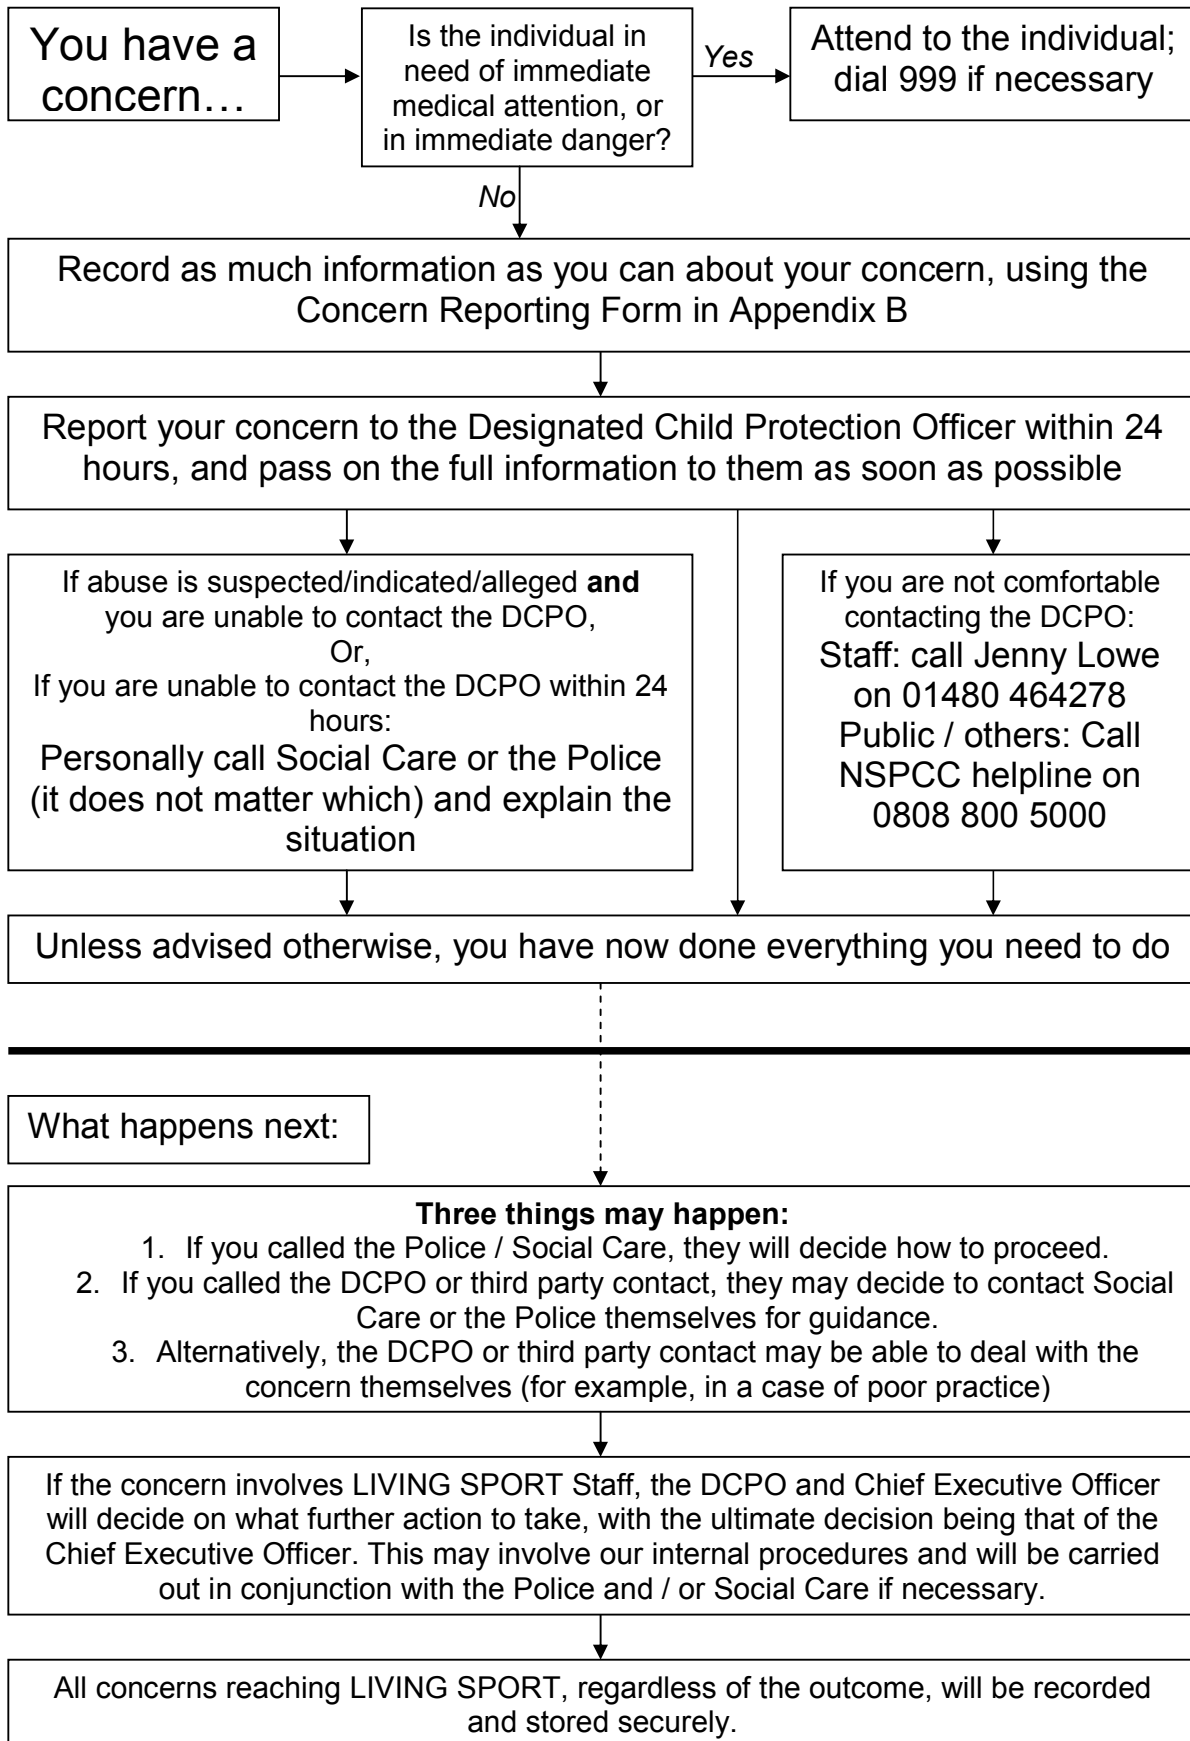 You have a
concern…
Is the individual in
need of immediate
medical attention, or
in immediate danger?
Yes
Attend to the individual;
dial 999 if necessary
No
Record as much information as you can about your concern, using the
Concern Reporting Form in Appendix B
Report your concern to the Designated Child Protection Officer within 24
hours, and pass on the full information to them as soon as possible
If abuse is suspected/indicated/alleged and
you are unable to contact the DCPO,
Or,
If you are unable to contact the DCPO within 24
hours:
Personally call Social Care or the Police
(it does not matter which) and explain the
situation
If you are not comfortable
contacting the DCPO:
Staff: call Jenny Lowe
on 01480 464278
Public / others: Call
NSPCC helpline on
0808 800 5000
Unless advised otherwise, you have now done everything you need to do
What happens next:
Three things may happen:
1. If you called the Police / Social Care, they will decide how to proceed.
2. If you called the DCPO or third party contact, they may decide to contact Social
Care or the Police themselves for guidance.
3. Alternatively, the DCPO or third party contact may be able to deal with the
concern themselves (for example, in a case of poor practice)
If the concern involves LIVING SPORT Staff, the DCPO and Chief Executive Officer
will decide on what further action to take, with the ultimate decision being that of the
Chief Executive Officer. This may involve our internal procedures and will be carried
out in conjunction with the Police and / or Social Care if necessary.
All concerns reaching LIVING SPORT, regardless of the outcome, will be recorded
and stored securely.